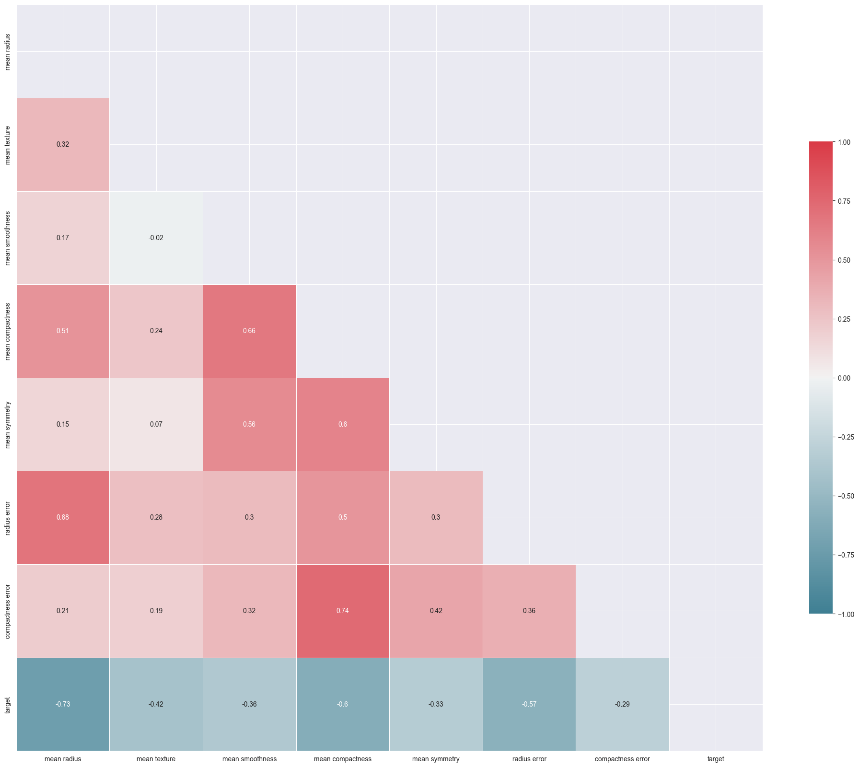 mean radius
mean texture
0.32
mean smoothness
0.17 -0.02
mean compactness
0.51 0.24 0.66
mean symmetry
0.15 0.07 0.56 0.6
radius error
0.68 0.28 0.3 0.5 0.3
compactness error
0.21 0.19 0.32 0.74 0.42 0.36
target
-0.73 -0.42 -0.36 -0.6 -0.33 -0.57 -0.29
mean radius mean texture mean smoothness mean compactness mean symmetry radius error compactness error target
1.00
0.75
0.50
0.25
0.00
−0.25
−0.50
−0.75
−1.00